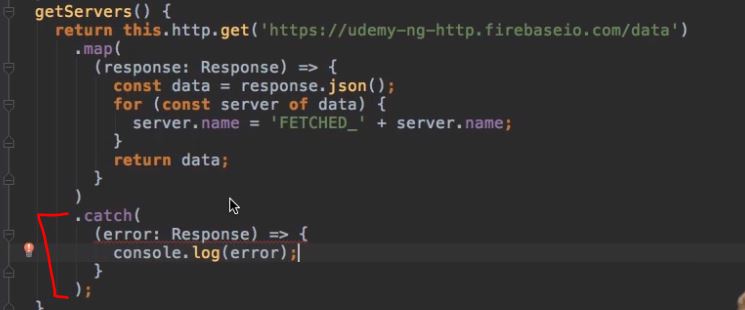 getServers() {
return this.http.get('https://udemy-ng-http.firebaseio.com/data')
.map(
(response: Response) => {
const data = response.json();
for (const server of data) {
server.name = 'FETCHED_' + server.name;
}
return data;
}
)
.catch(
(error: Response) => {
console.log(error);
}
);
}